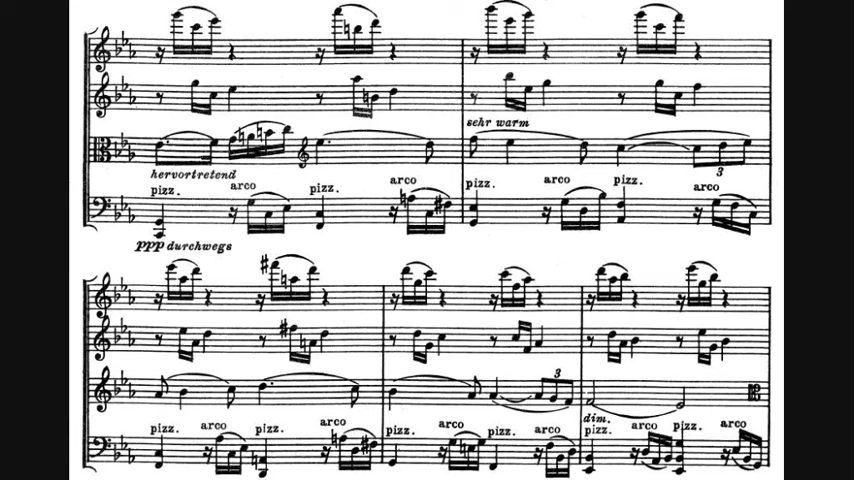 sehr warm
3
hervortretend
pizz. arco pizz. arco pizz. arco pizz. arco
ppp durchwegs
3
dim.
pizz. arco pizz. arco pizz. arco pizz. arco pizz. arco pizz. arco